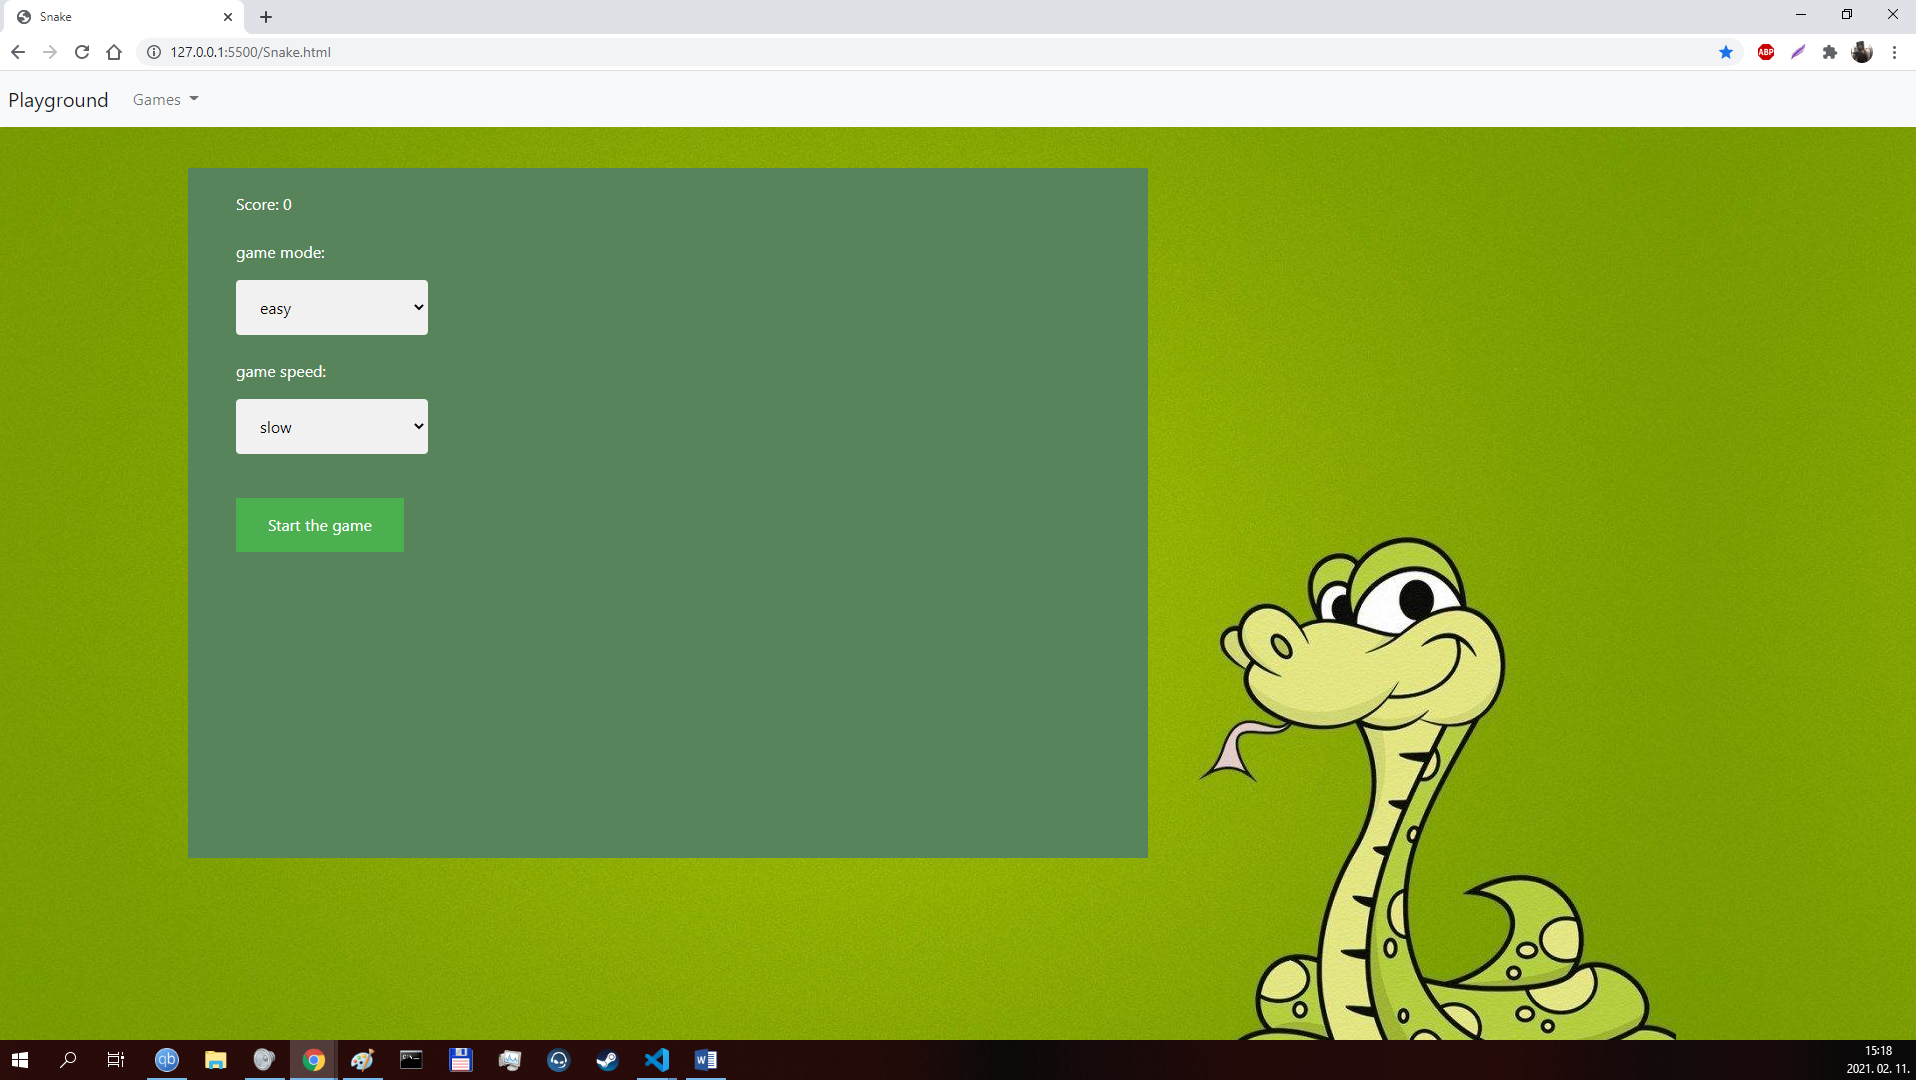 Snake
127.0.0.1:5500/Snake.html
ABP
Playground Games
Score: 0
game mode:
easy
game speed:
slow
Start the game
qb
C:\_
W
15:18
2021. 02. 11.